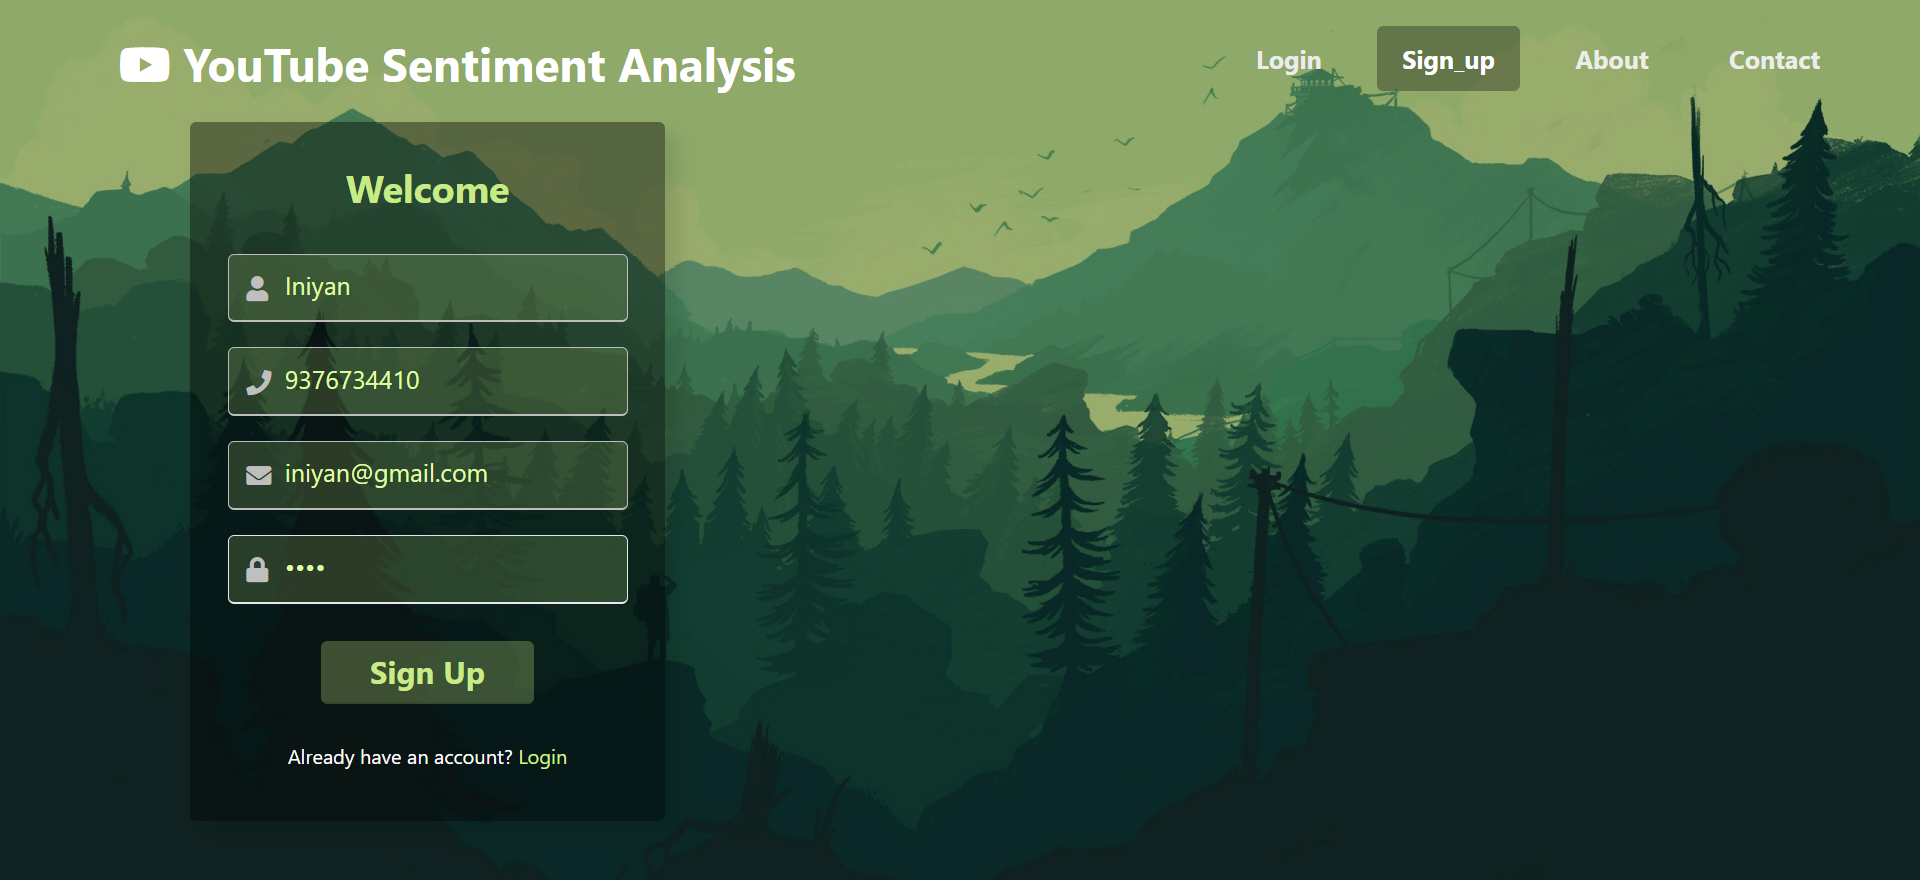 YouTube Sentiment Analysis
Login
Sign_up
About
Contact
Welcome
Iniyan
9376734410
iniyan@gmail.com
••••
Sign Up
Already have an account? Login